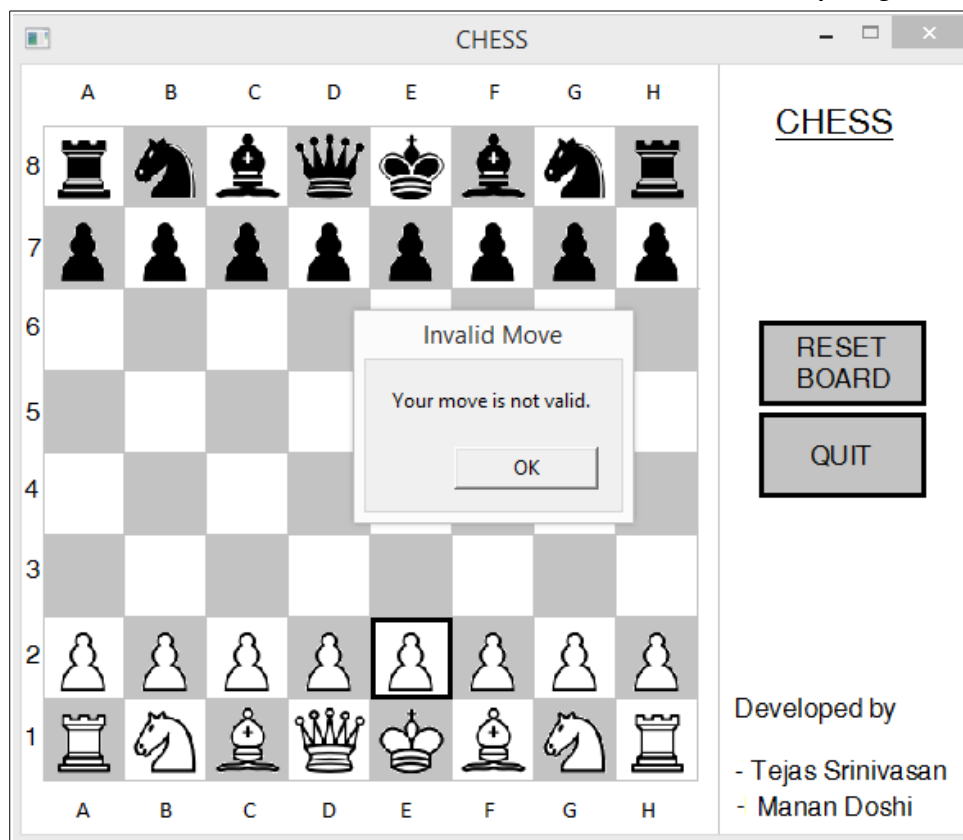 CHESS
A B C D E F G H
CHESS
8
7
6
5
4
3
2
1
Invalid Move
Your move is not valid.
OK
RESET
BOARD
QUIT
A B C D E F G H
Developed by
- Tejas Srinivasan
- Manan Doshi